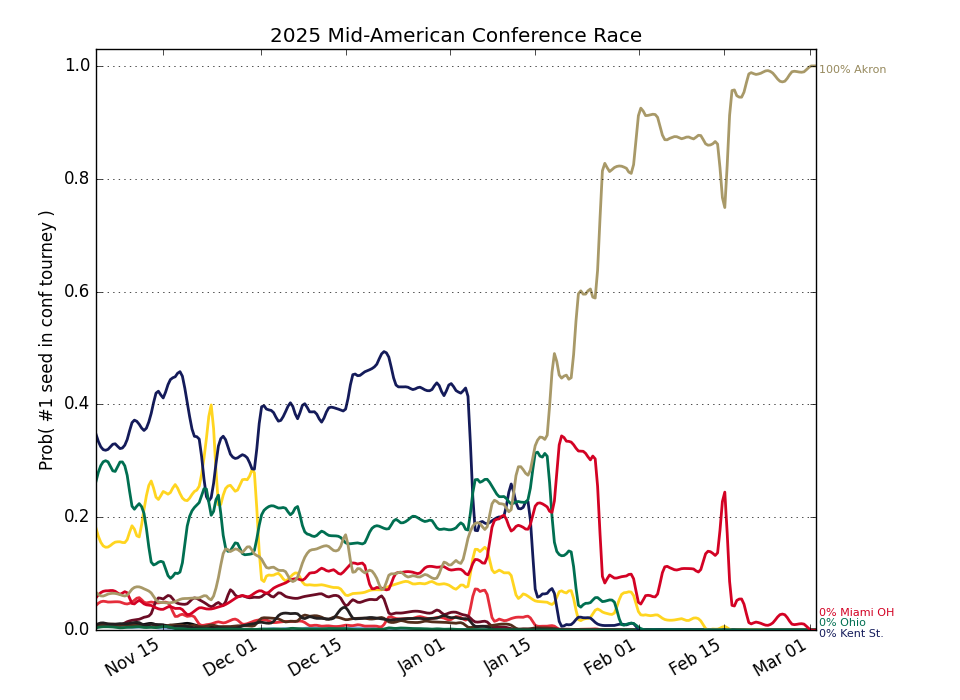 2025 Mid-American Conference Race
Prob( #1 seed in conf tourney )
1.0
0.8
0.6
0.4
0.2
0.0
100% Akron
0% Miami OH
0% Ohio
0% Kent St.
Nov 15
Dec 01
Dec 15
Jan 01
Jan 15
Feb 01
Feb 15
Mar 01